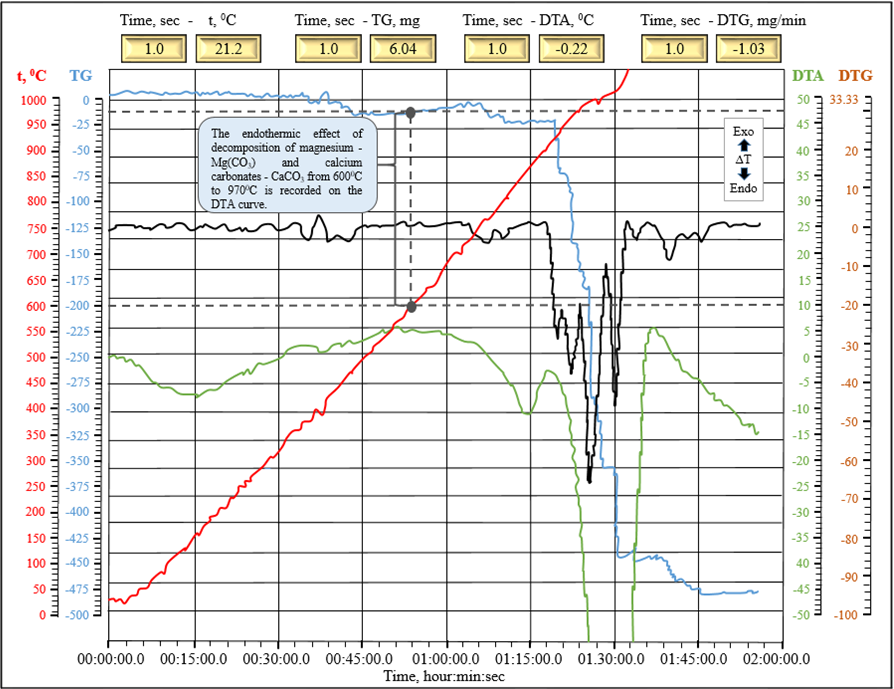 Time, sec - t, ⁰C Time, sec - TG, mg Time, sec - DTA, ⁰C Time, sec - DTG, mg/min
1.0 21.2 1.0 6.04 1.0 -0.22 1.0 -1.03
t, ⁰C TG DTA DTG
1000 0 50 33.33
950 -25 45
900 -50 40 20
850 -75 35 10
800 -100 30
750 -125 25 0
700 -150 20
650 -175 15 -10
600 -200 10 -20
550 -225 5
500 -250 0 -30
450 -275 -5 -40
400 -300 -10
350 -325 -15 -50
300 -350 -20 -60
250 -375 -25
200 -400 -30 -70
150 -425 35
100 -450 40 -80
50 -475 45 -90
0 -500 -50 -100
The endothermic effect of
decomposition of magnesium -
Mg(CO₃) and calcium
carbonates - CaCO₃ from 600⁰C
to 970⁰C is recorded on the
DTA curve.
Exo
ΔT
Endo
00:00:00.0 00:15:00.0 00:30:00.0 00:45:00.0 01:00:00.0 01:15:00.0 01:30:00.0 01:45:00.0 02:00:00.0
Time, hour:min:sec